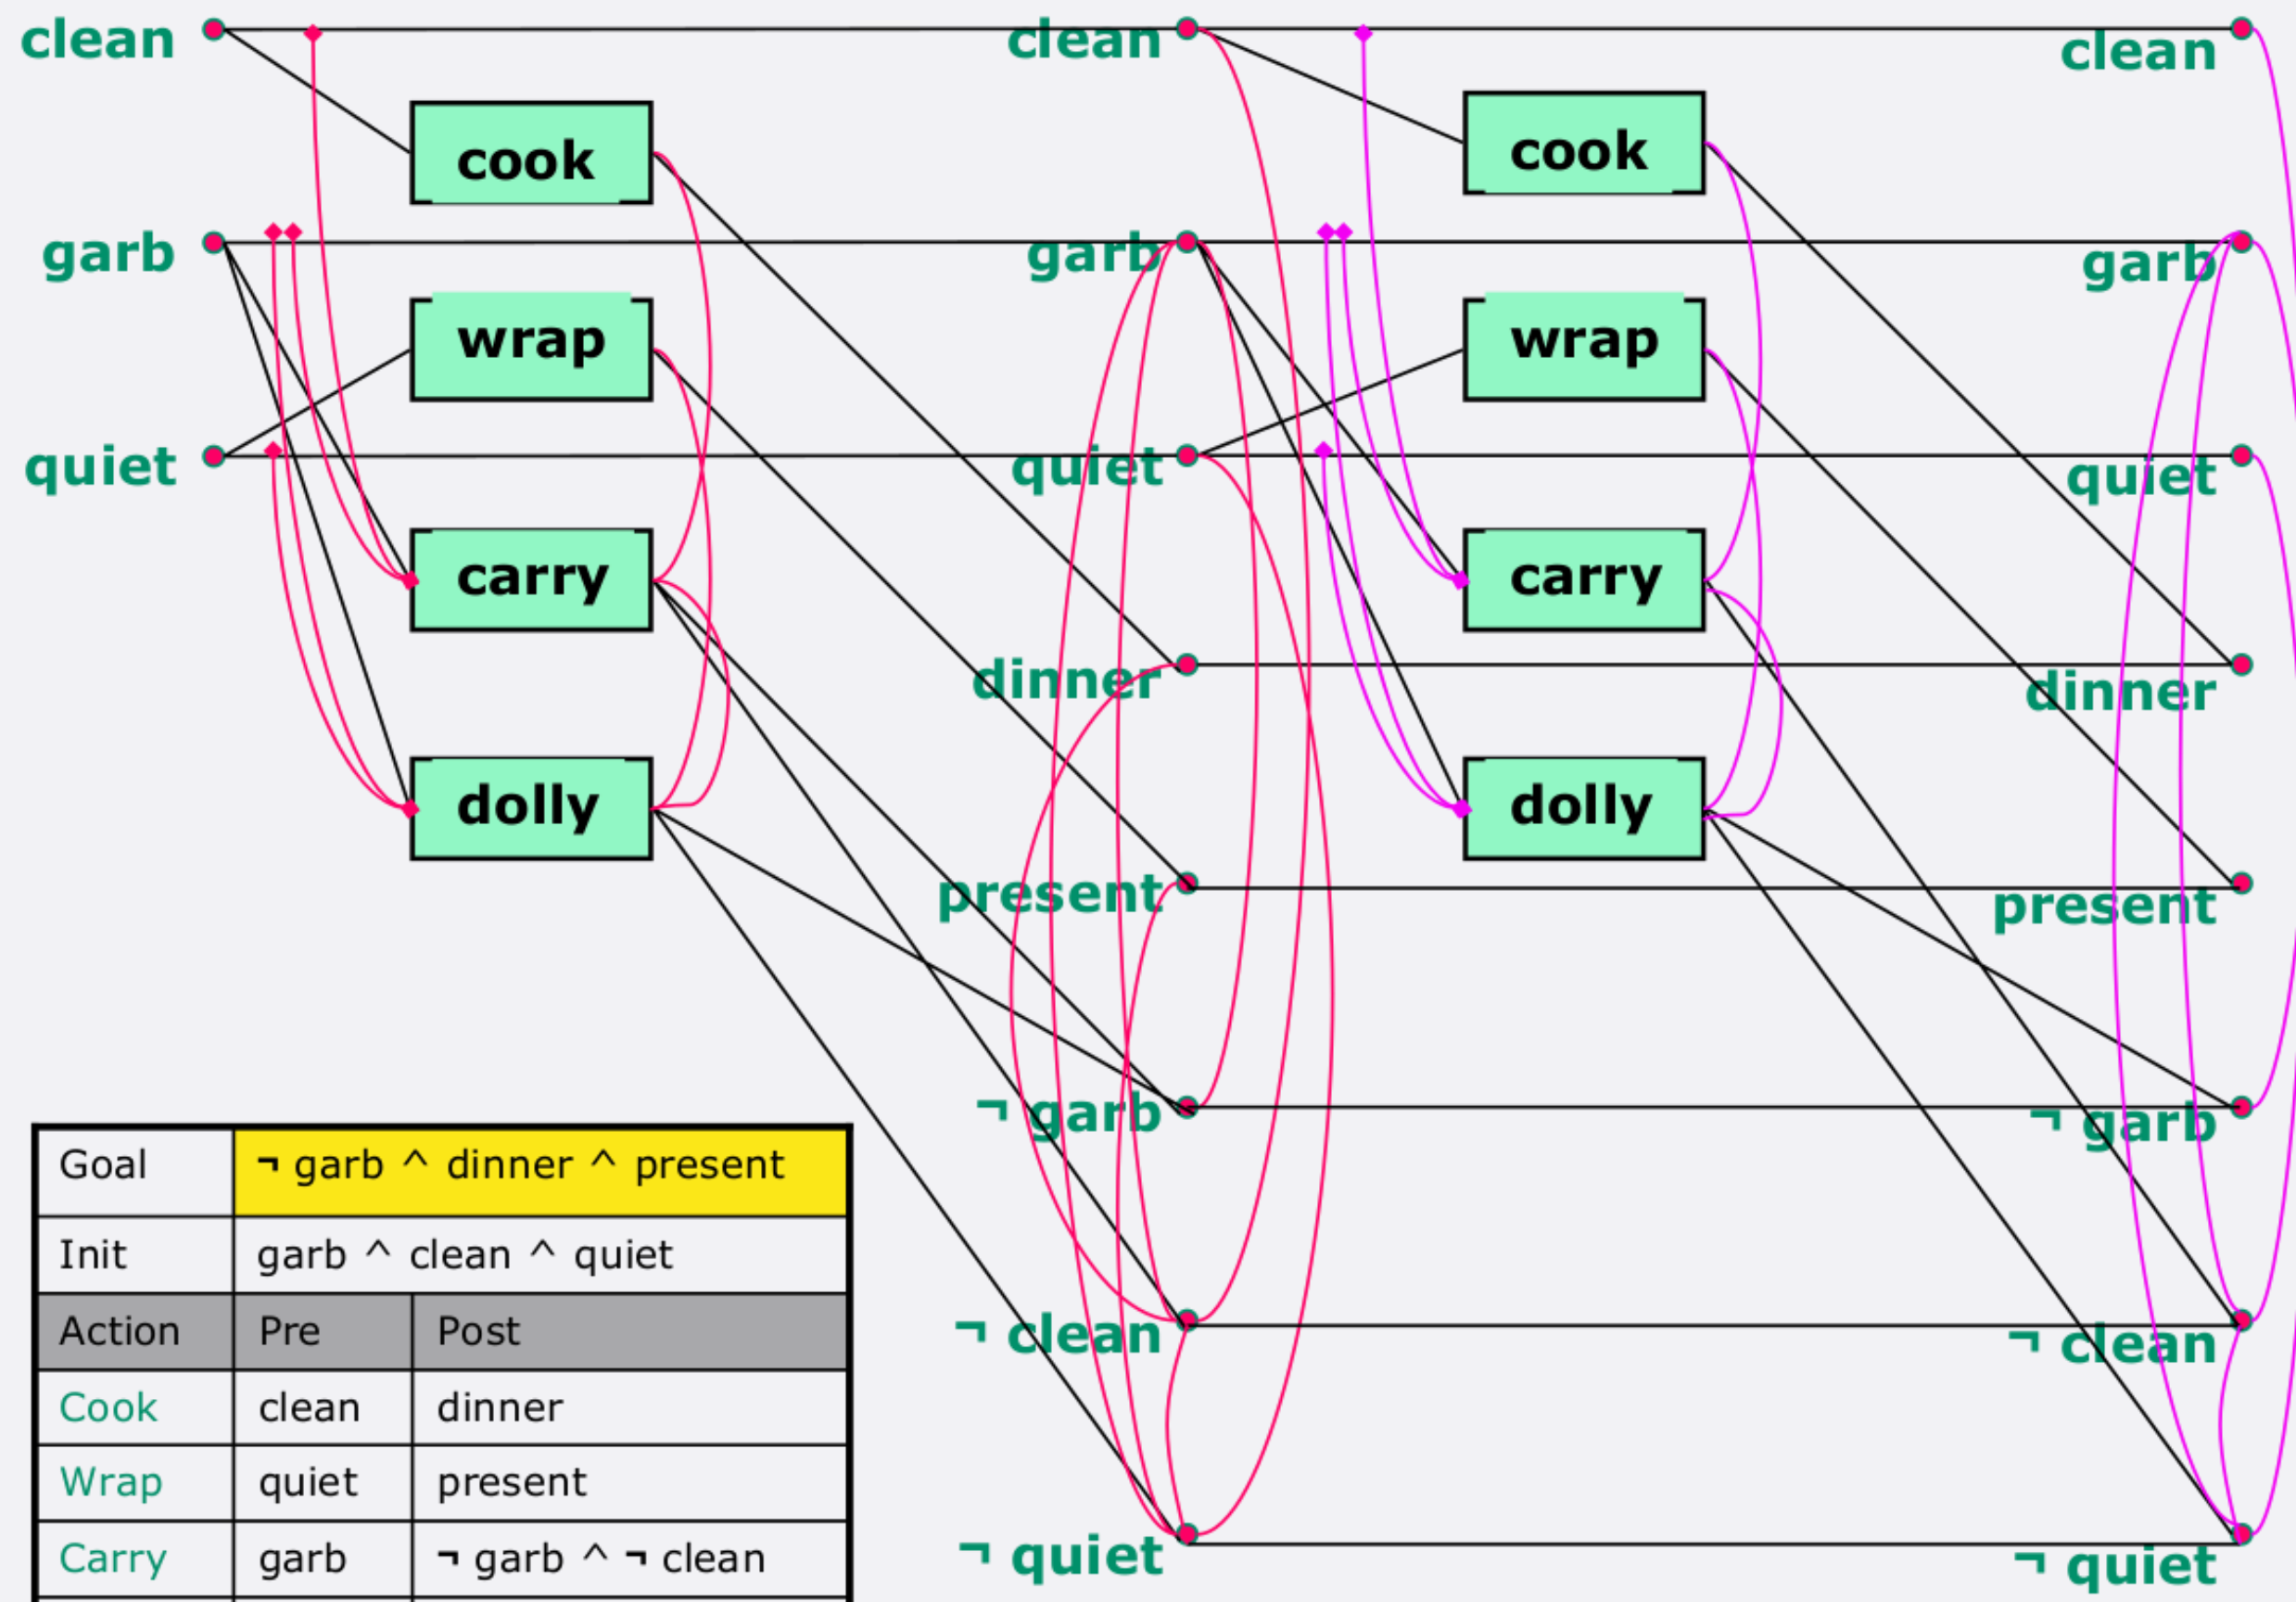 clean
clean
clean
cook
cook
garb
garb
garb
wrap
wrap
quiet
quiet
quiet
carry
carry
dinner
dinner
dolly
dolly
present
present
¬ garb
¬ garb
¬ clean
¬ clean
¬ quiet
¬ quiet
Goal ¬ garb ^ dinner ^ present
Init garb ^ clean ^ quiet
Action Pre Post
Cook clean dinner
Wrap quiet present
Carry garb ¬ garb ^ ¬ clean